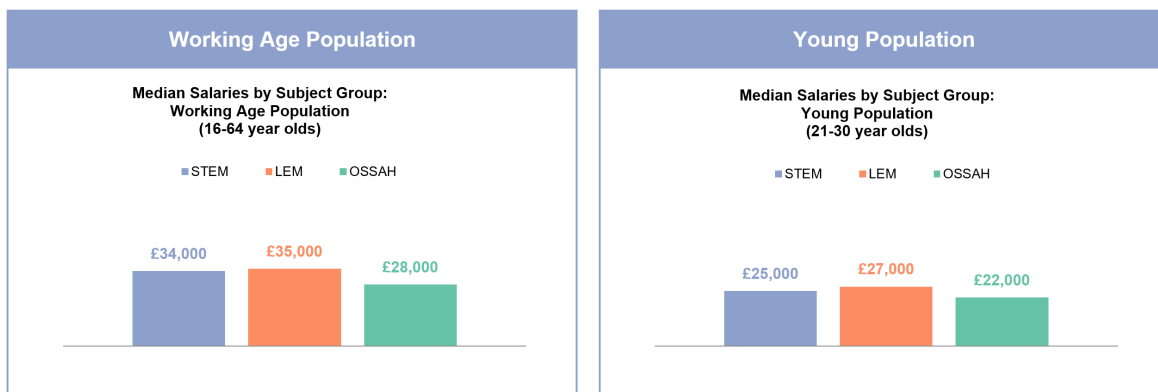 Working Age Population
Median Salaries by Subject Group:
Working Age Population
(16-64 year olds)
STEM LEM OSSAH
£34,000
£35,000
£28,000
Young Population
Median Salaries by Subject Group:
Young Population
(21-30 year olds)
STEM LEM OSSAH
£25,000
£27,000
£22,000